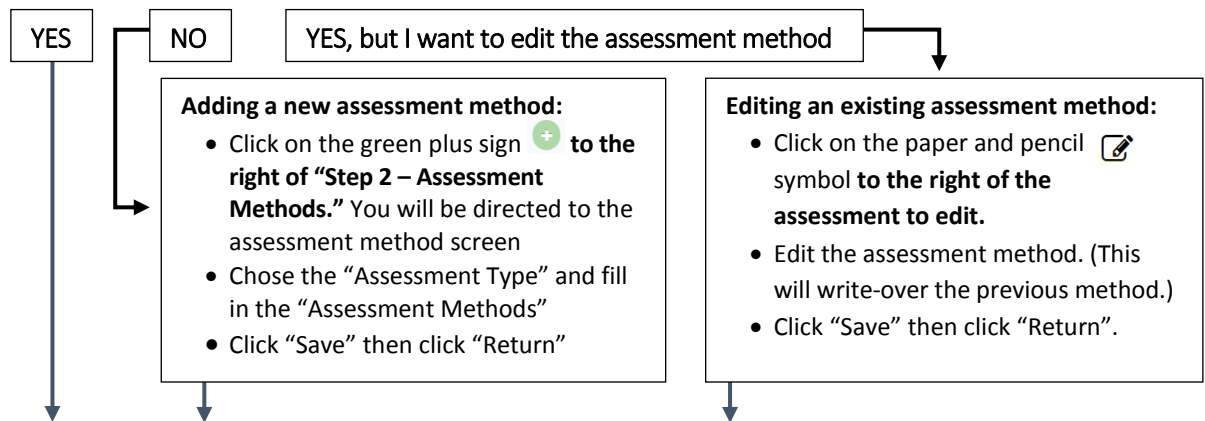 YES
NO
YES, but I want to edit the assessment method
Adding a new assessment method:
• Click on the green plus sign to the
right of “Step 2 – Assessment
Methods.” You will be directed to the
assessment method screen
• Chose the “Assessment Type” and fill
in the “Assessment Methods”
• Click “Save” then click “Return”
Editing an existing assessment method:
• Click on the paper and pencil
symbol to the right of the
assessment to edit.
• Edit the assessment method. (This
will write-over the previous method.)
• Click “Save” then click “Return”.